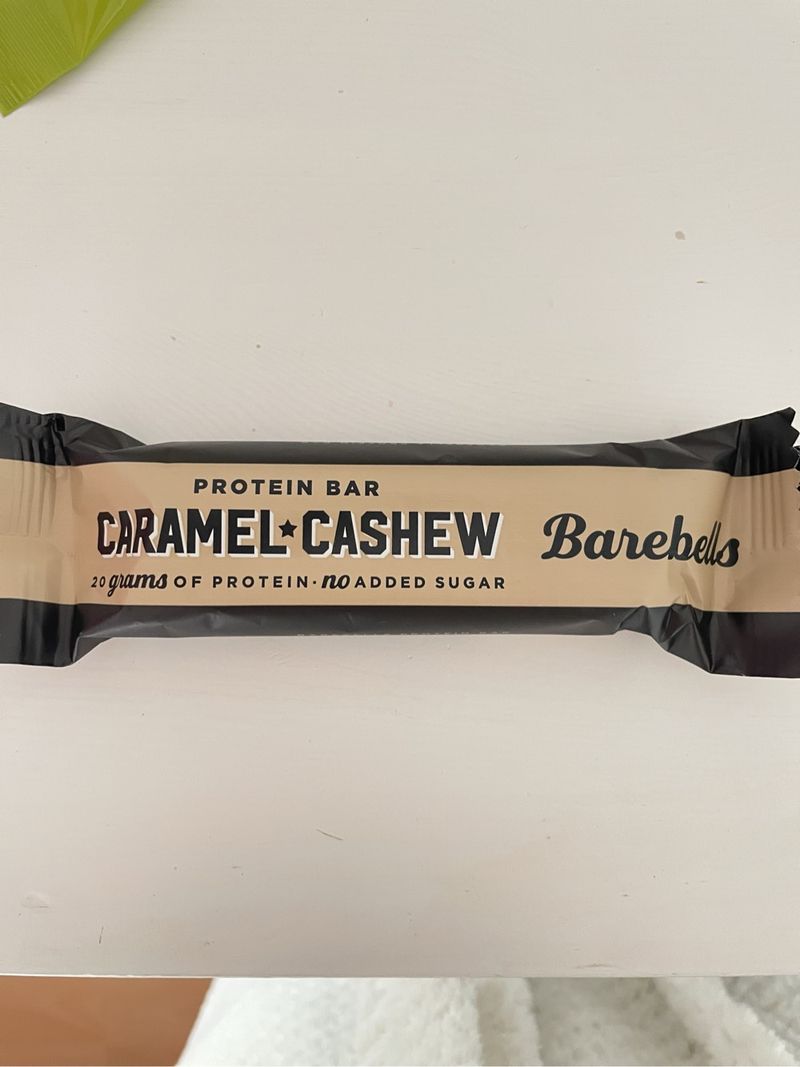 PROTEIN BAR
CARAMEL★CASHEW
20 grams OF PROTEIN · no ADDED SUGAR
Barebells